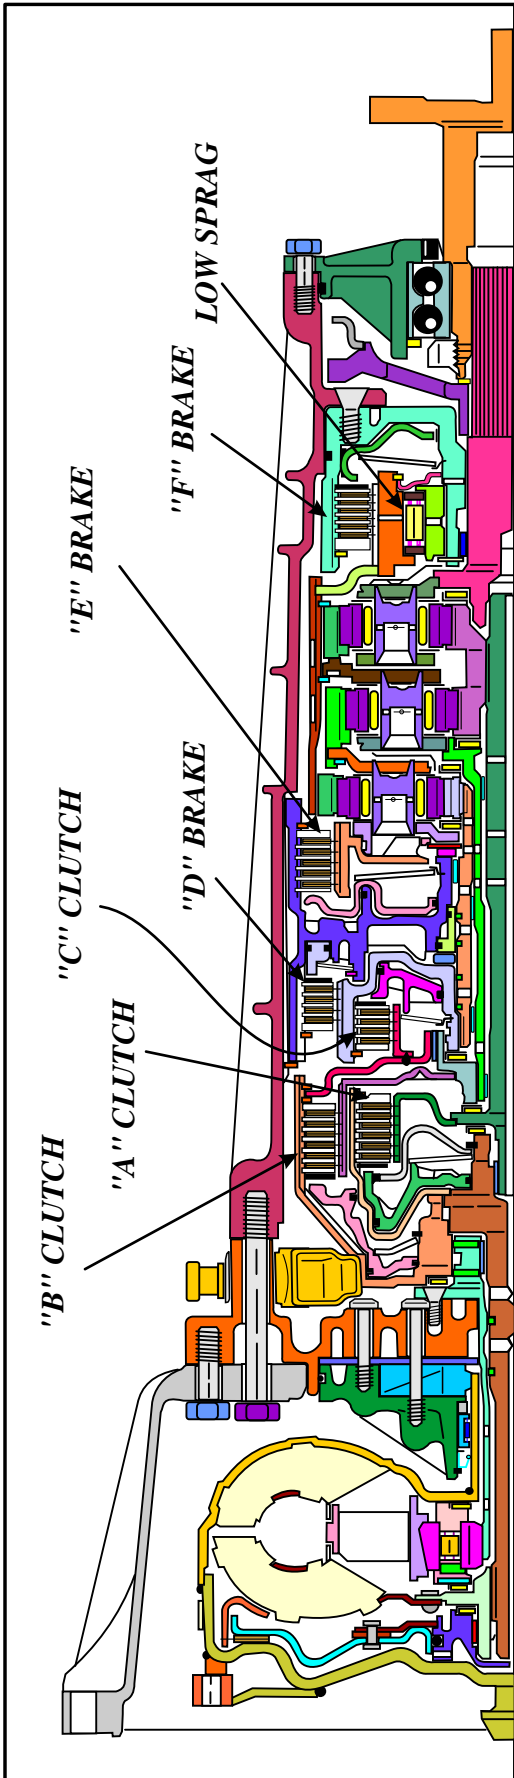 "B" CLUTCH
"A" CLUTCH
"C" CLUTCH
"D" BRAKE
"E" BRAKE
"F" BRAKE
LOW SPRAG